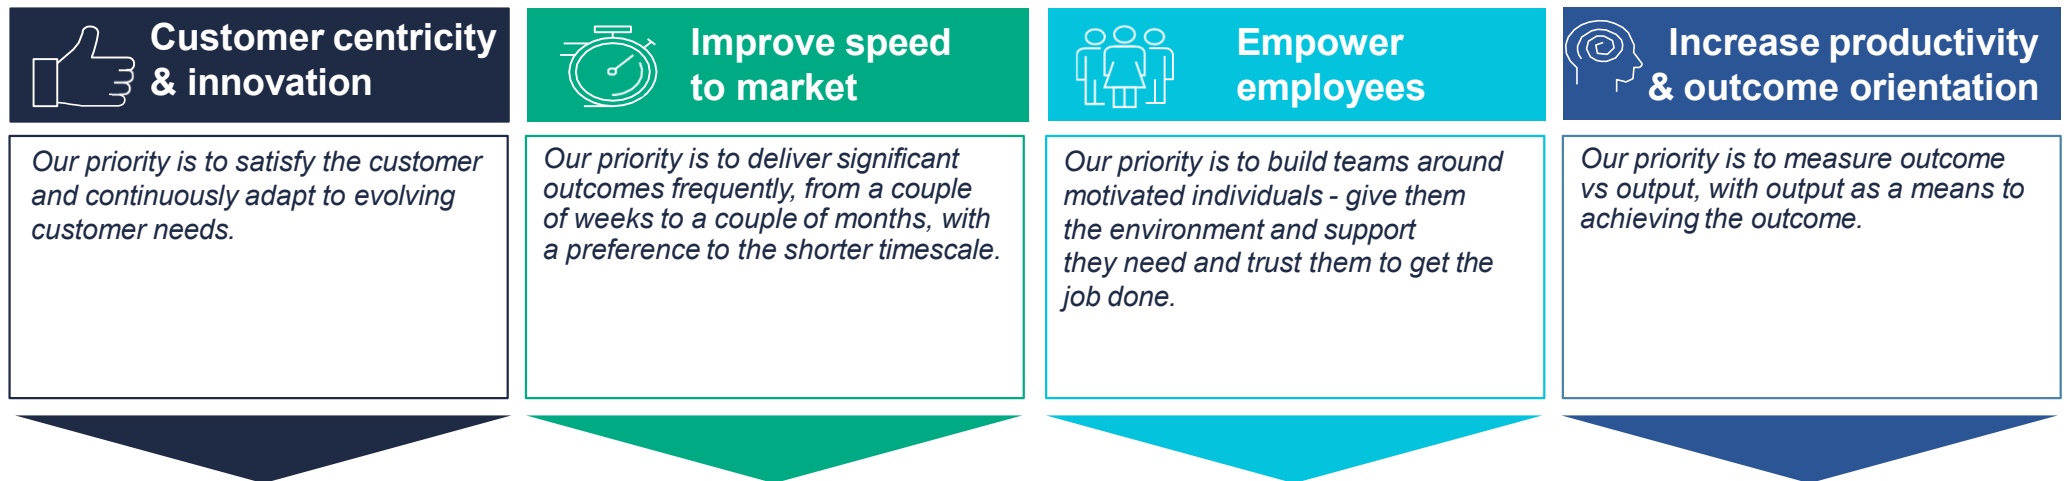 Customer centricity
& innovation
Our priority is to satisfy the customer
and continuously adapt to evolving
customer needs.
Improve speed
to market
Our priority is to deliver significant
outcomes frequently, from a couple
of weeks to a couple of months, with
a preference to the shorter timescale.
Empower
employees
Our priority is to build teams around
motivated individuals - give them
the environment and support
they need and trust them to get the
job done.
Increase productivity
& outcome orientation
Our priority is to measure outcome
vs output, with output as a means to
achieving the outcome.